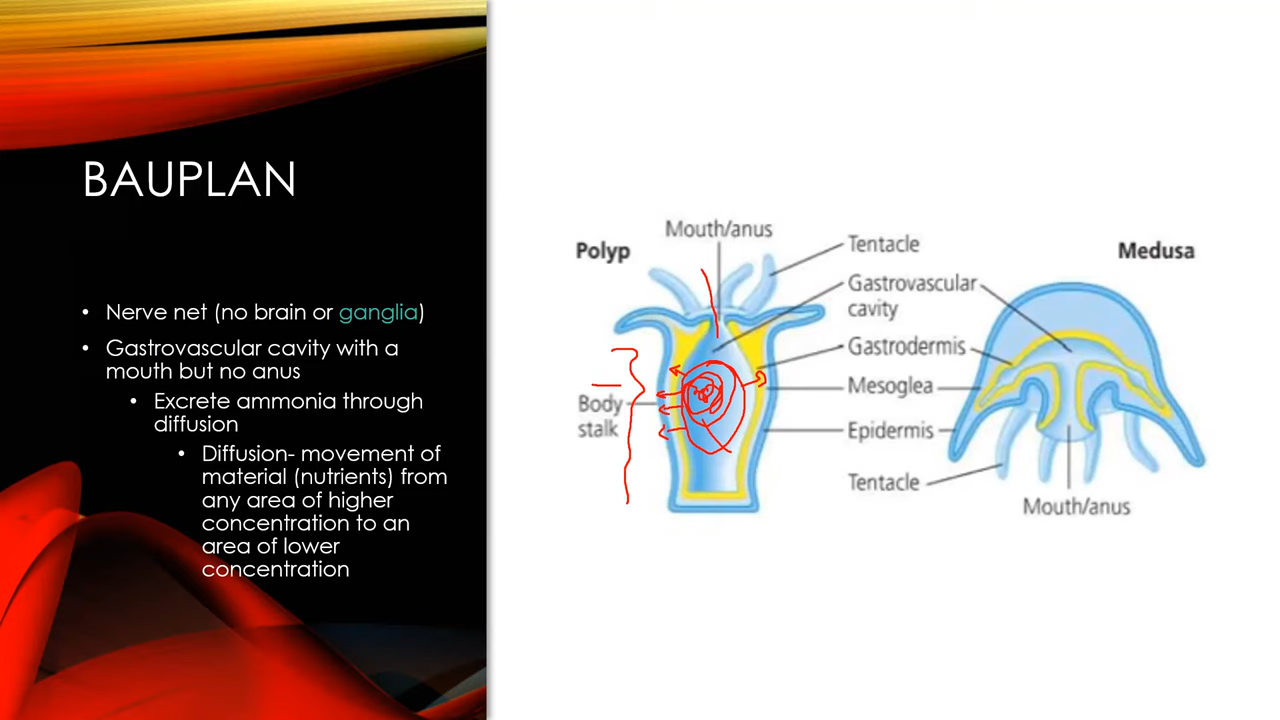 BAUPLAN
• Nerve net (no brain or ganglia)
• Gastrovascular cavity with a
mouth but no anus
• Excrete ammonia through
diffusion
• Diffusion- movement of
material (nutrients) from
any area of higher
concentration to an
area of lower
concentration
Mouth/anus
Polyp
Tentacle
Medusa
Gastrovascular
cavity
Gastrodermis
Mesoglea
Body
stalk
Epidermis
Tentacle
Mouth/anus